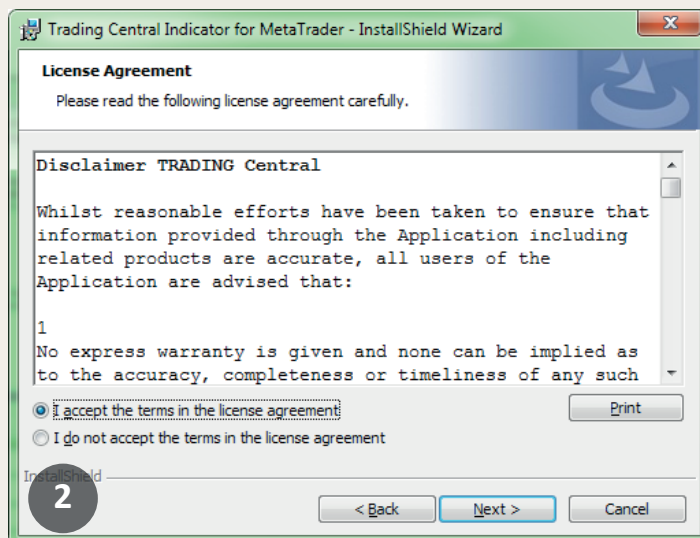 Trading Central Indicator for MetaTrader - InstallShield Wizard
License Agreement
Please read the following license agreement carefully.
Disclaimer TRADING Central
Whilst reasonable efforts have been taken to ensure that
information provided through the Application including
related products are accurate, all users of the
Application are advised that:
1
No express warranty is given and none can be implied as
to the accuracy, completeness or timeliness of any such
I accept the terms in the license agreement
Print
I do not accept the terms in the license agreement
InstallShield
2
< Back
Next >
Cancel